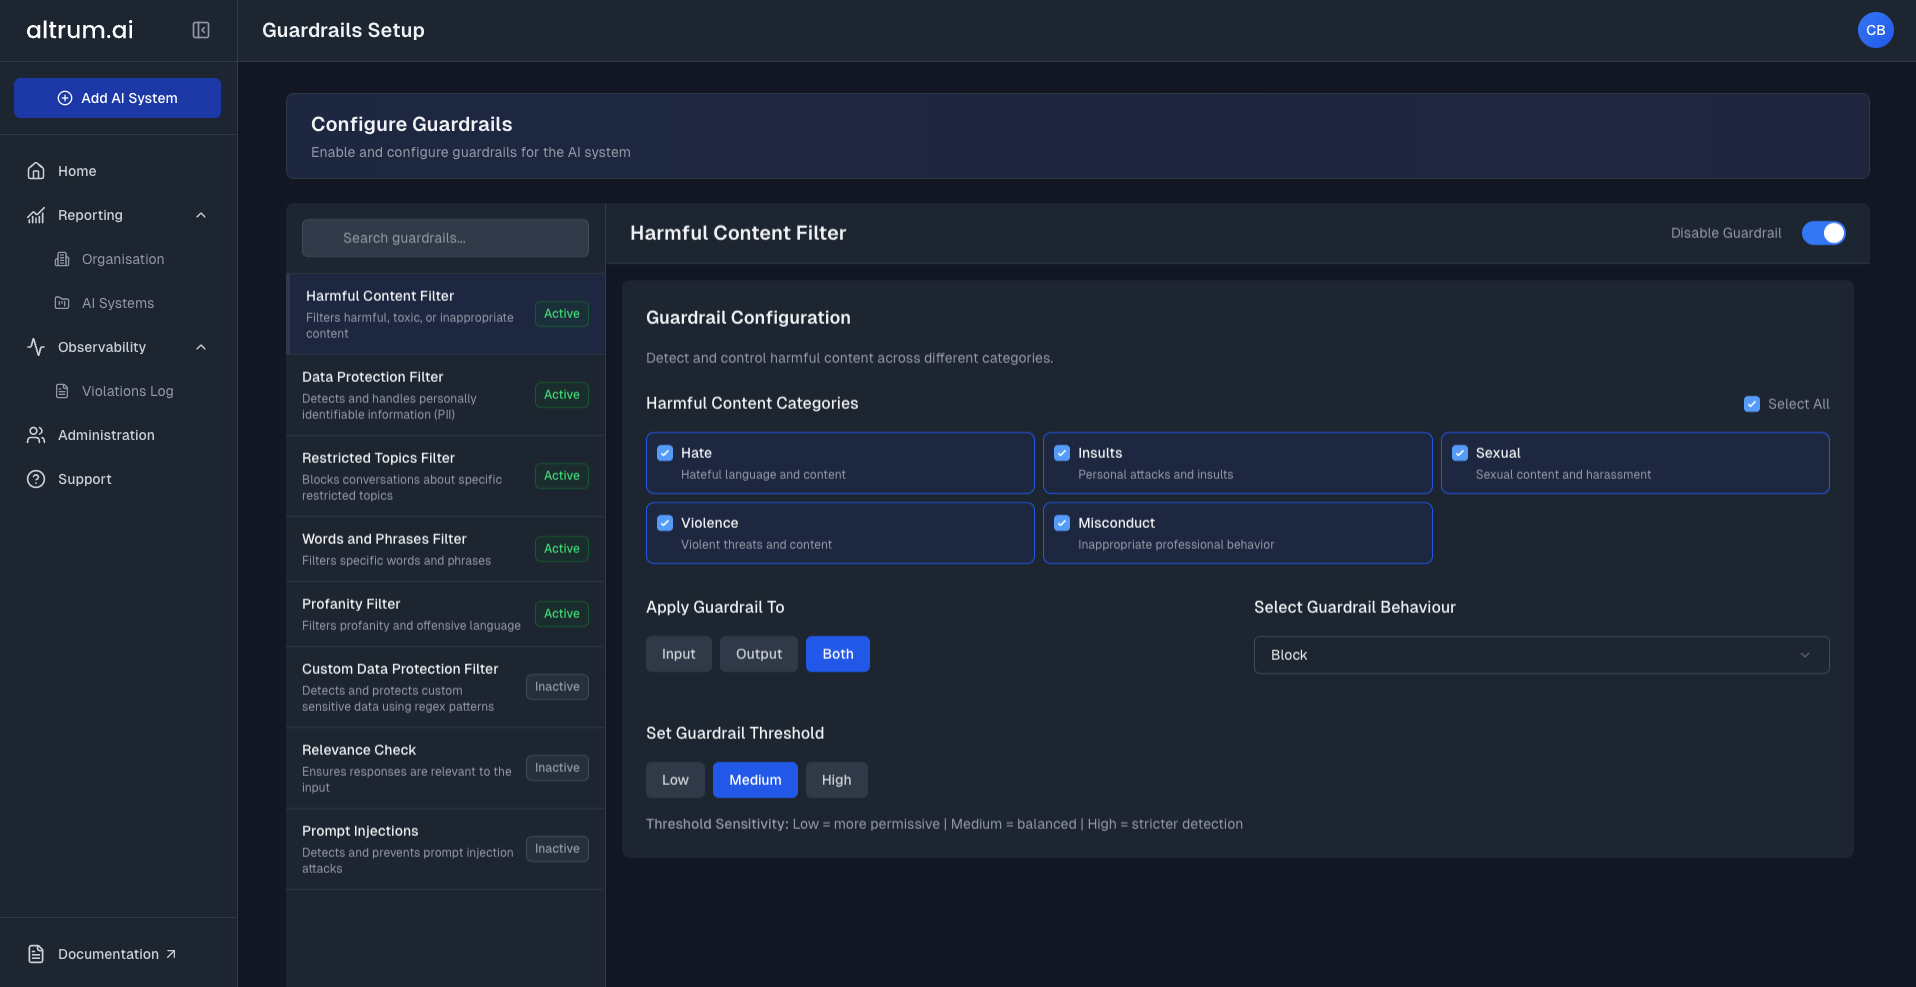 altrum.ai
Guardrails Setup
CB
Add AI System
Home
Reporting
Organisation
AI Systems
Observability
Violations Log
Administration
Support
Documentation
Configure Guardrails
Enable and configure guardrails for the AI system
Search guardrails...
Harmful Content Filter
Filters harmful, toxic, or inappropriate
content
Active
Data Protection Filter
Detects and handles personally
identifiable information (PII)
Active
Restricted Topics Filter
Blocks conversations about specific
restricted topics
Active
Words and Phrases Filter
Filters specific words and phrases
Active
Profanity Filter
Filters profanity and offensive language
Active
Custom Data Protection Filter
Detects and protects custom
sensitive data using regex patterns
Inactive
Relevance Check
Ensures responses are relevant to the
input
Inactive
Prompt Injections
Detects and prevents prompt injection
attacks
Inactive
Harmful Content Filter
Disable Guardrail
Guardrail Configuration
Detect and control harmful content across different categories.
Harmful Content Categories
Select All
Hate
Hateful language and content
Insults
Personal attacks and insults
Sexual
Sexual content and harassment
Violence
Violent threats and content
Misconduct
Inappropriate professional behavior
Apply Guardrail To
Input
Output
Both
Select Guardrail Behaviour
Block
Set Guardrail Threshold
Low
Medium
High
Threshold Sensitivity: Low = more permissive | Medium = balanced | High = stricter detection